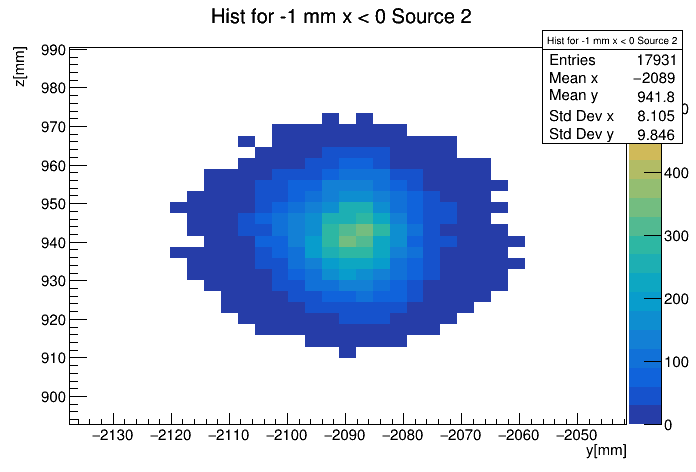 Hist for -1 mm x < 0 Source 2
z[mm]
990
980
970
960
950
940
930
920
910
900
−2130 −2120 −2110 −2100 −2090 −2080 −2070 −2060 −2050
y[mm]
Hist for -1 mm x < 0 Source 2
Entries 17931
Mean x −2089
Mean y 941.8
Std Dev x 8.105
Std Dev y 9.846
0
400
300
200
100
0